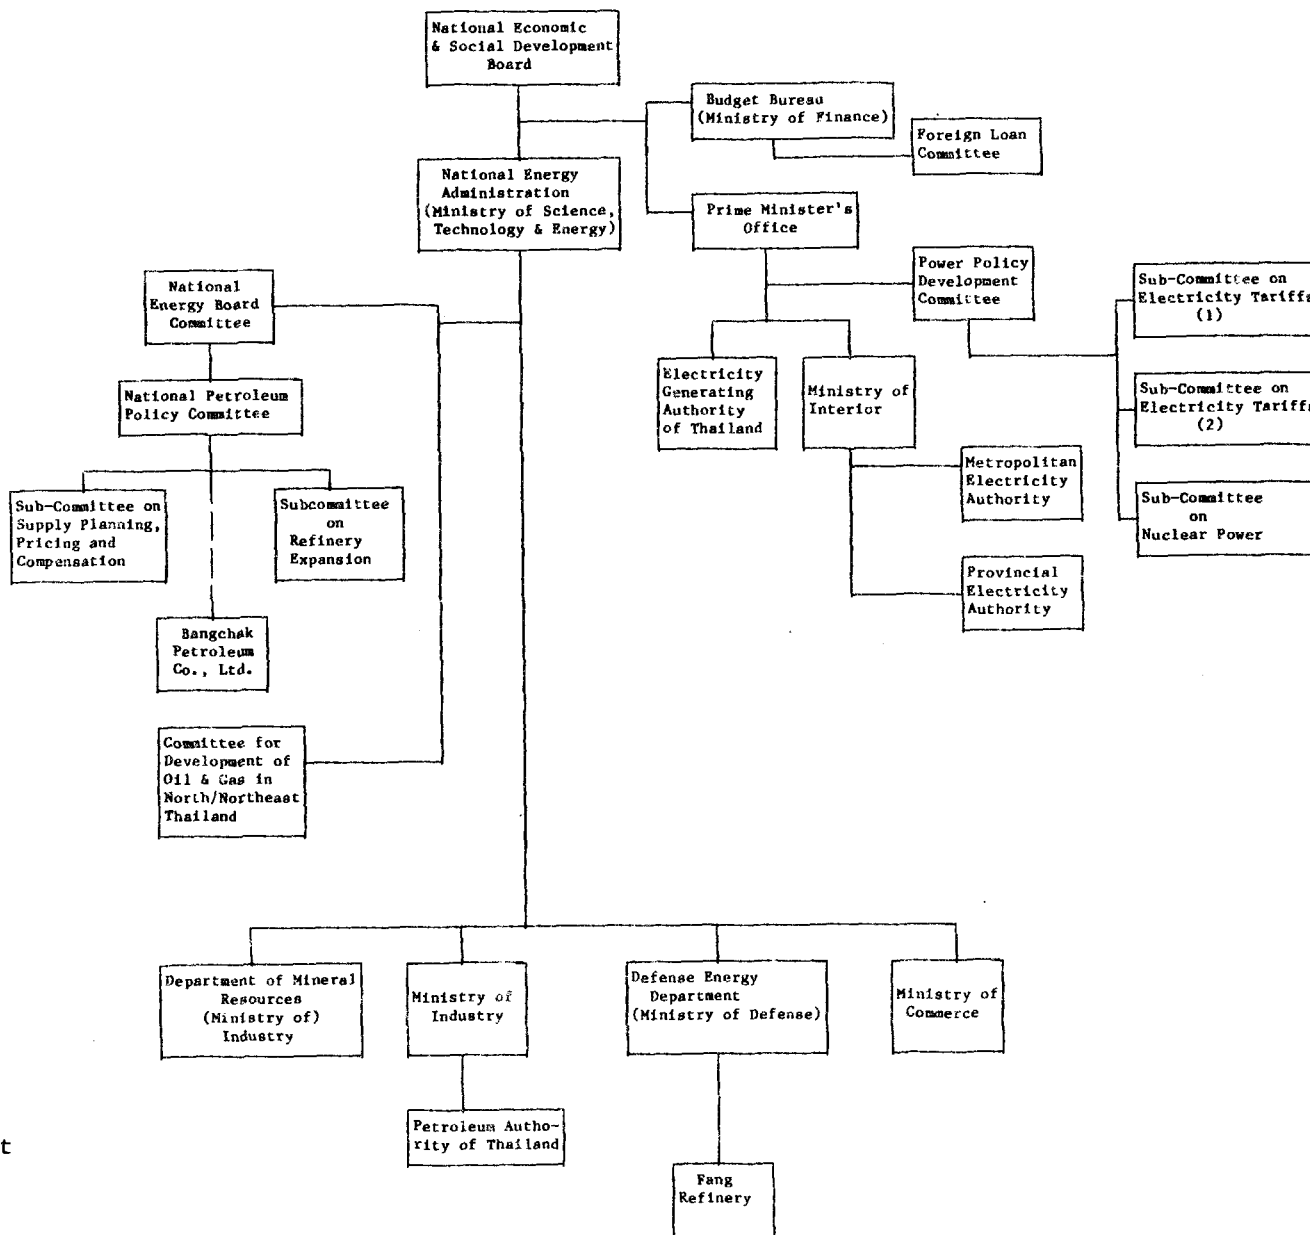 National Economic
& Social Development
Board
Budget Bureau
(Ministry of Finance)
Foreign Loan
Committee
National Energy
Administration
(Ministry of Science,
Technology & Energy)
Prime Minister's
Office
National
Energy Board
Committee
Power Policy
Development
Committee
Sub-Committee on
Electricity Tariffs
(1)
National Petroleum
Policy Committee
Electricity
Generating
Authority
of Thailand
Ministry of
Interior
Sub-Committee on
Electricity Tariffs
(2)
Sub-Committee on
Supply Planning,
Pricing and
Compensation
Subcommittee
on
Refinery
Expansion
Metropolitan
Electricity
Authority
Sub-Committee
on
Nuclear Power
Provincial
Electricity
Authority
Bangchak
Petroleum
Co., Ltd.
Committee for
Development of
Oil & Gas in
North/Northeast
Thailand
Department of Mineral
Resources
(Ministry of)
Industry
Ministry of
Industry
Defense Energy
Department
(Ministry of Defense)
Ministry of
Commerce
Petroleum Autho-
rity of Thailand
t
Fang
Refinery